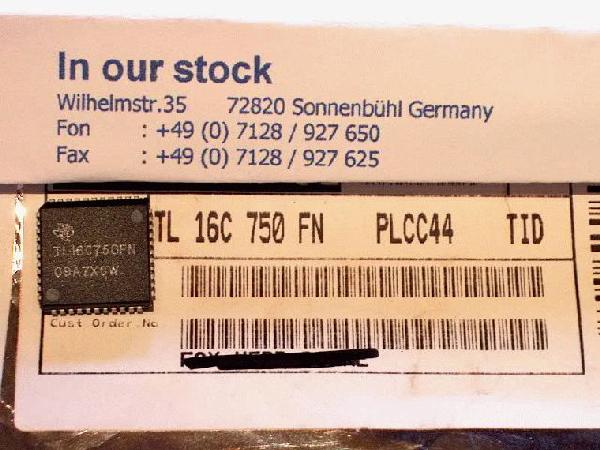 In our stock
Wilhelmstr.35 72820 Sonnenbühl Germany
Fon : +49 (0) 7128 / 927 650
Fax : +49 (0) 7128 / 927 625
TL 16C 750 FN PLCC44 TID
TL16C750FN
Cust Order.No